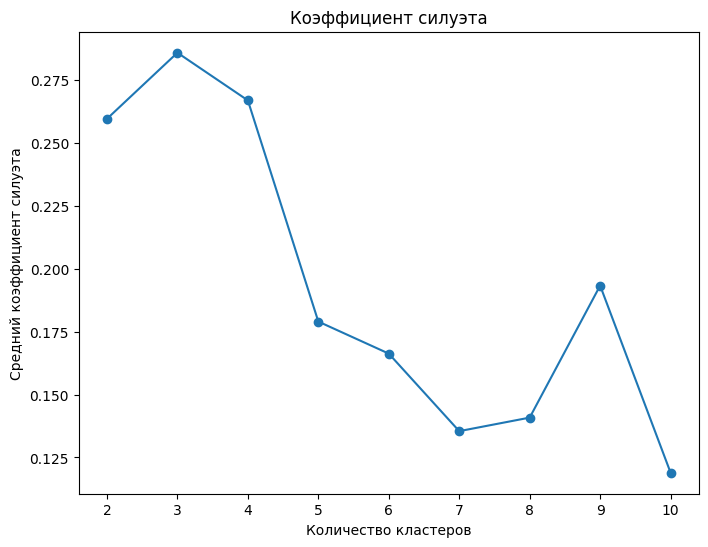 Коэффициент силуэта
Средний коэффициент силуэта
0.275
0.250
0.225
0.200
0.175
0.150
0.125
2 3 4 5 6 7 8 9 10
Количество кластеров